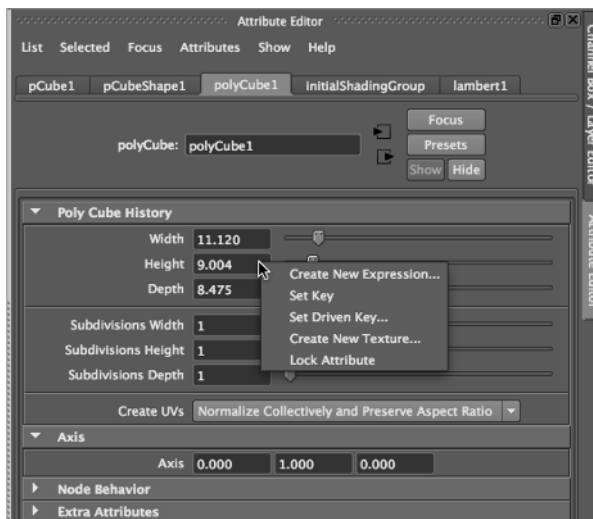 Attribute Editor
List Selected Focus Attributes Show Help
pCube1 pCubeShape1 polyCube1 initialShadingGroup lambert1
Focus
polyCube: polyCube1 Presets
Show Hide
Poly Cube History
Width 11.120
Height 9.004
Depth 8.475
Create New Expression...
Set Key
Set Driven Key...
Create New Texture...
Lock Attribute
Subdivisions Width 1
Subdivisions Height 1
Subdivisions Depth 1
Create UVs Normalize Collectively and Preserve Aspect Ratio
Axis
Axis 0.000 1.000 0.000
Node Behavior
Extra Attributes
Channel Box / Layer Editor
Attribute Editor